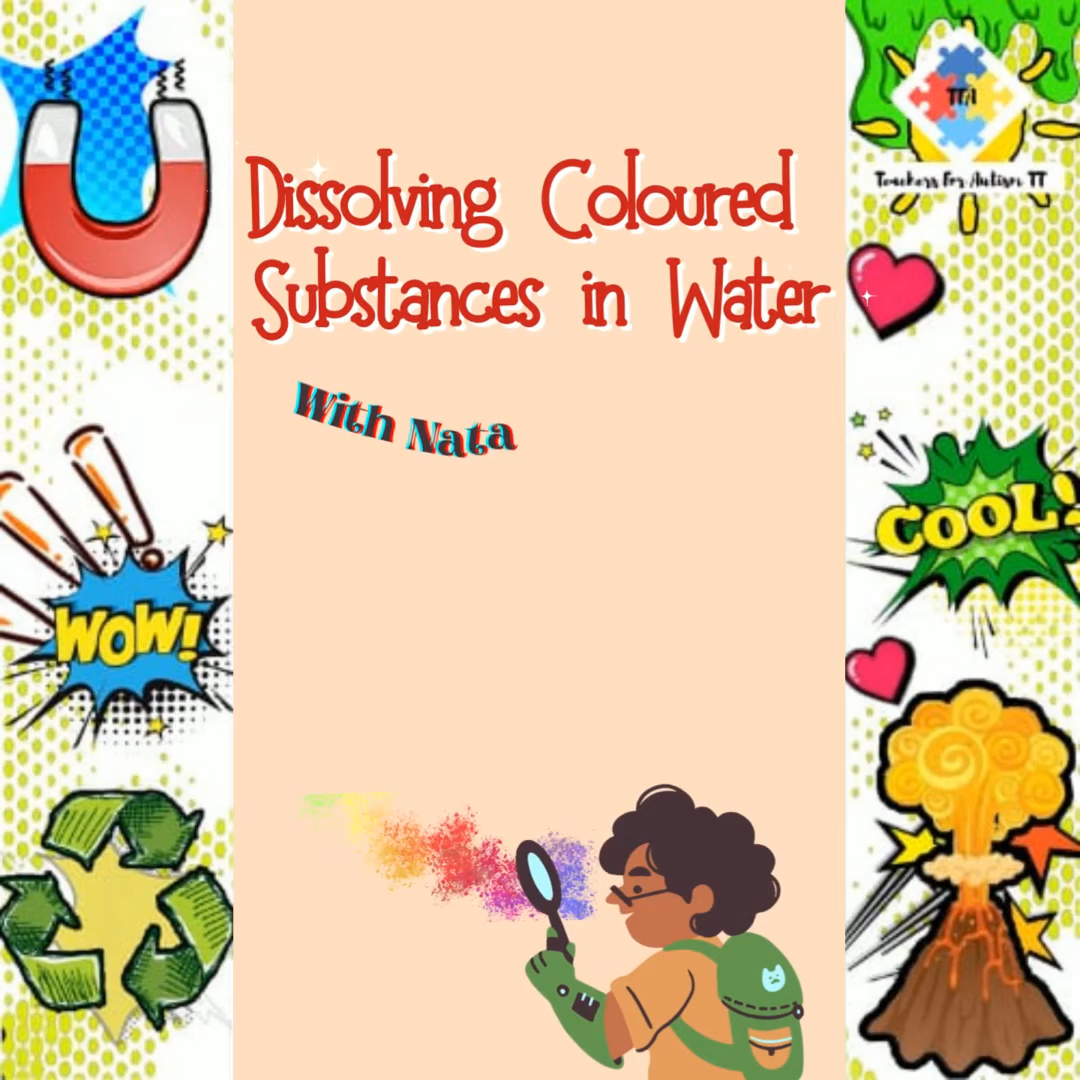 Dissolving Coloured
Substances in Water
With Nata
WOW!
TTA
Teachers For Autism TT
COOL!